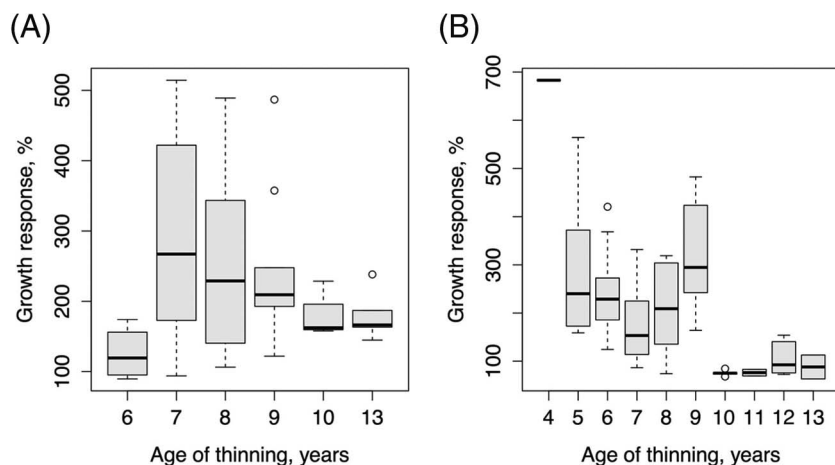 (A)
Growth response, %
500
400
300
200
100
6 7 8 9 10 13
Age of thinning, years
(B)
Growth response, %
700
500
300
100
4 5 6 7 8 9 10 11 12 13
Age of thinning, years